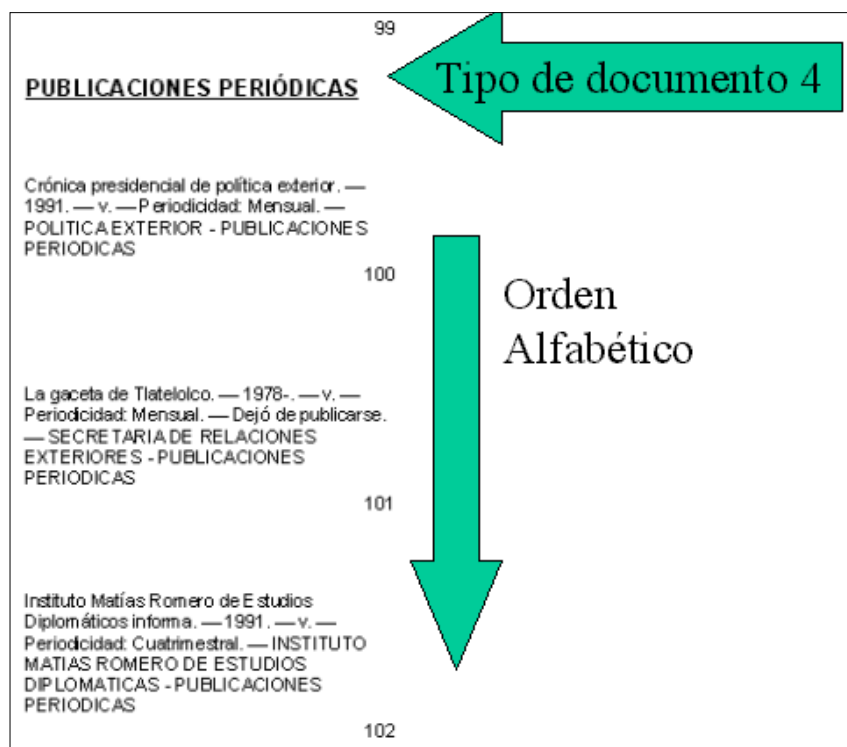 99
PUBLICACIONES PERIÓDICAS
Tipo de documento 4
Crónica presidencial de política exterior. —
1991. — v. — Periodicidad: Mensual. —
POLITICA EXTERIOR - PUBLICACIONES
PERIODICAS
100
Orden
Alfabético
La gaceta de Tlatelolco. — 1978-. — v. —
Periodicidad: Mensual. — Dejó de publicarse.
— SECRETARIA DE RELACIONES
EXTERIORES - PUBLICACIONES
PERIODICAS
101
Instituto Matías Romero de Estudios
Diplomáticos informa. — 1991. — v. —
Periodicidad: Cuatrimestral. — INSTITUTO
MATIAS ROMERO DE ESTUDIOS
DIPLOMATICAS - PUBLICACIONES
PERIODICAS
102